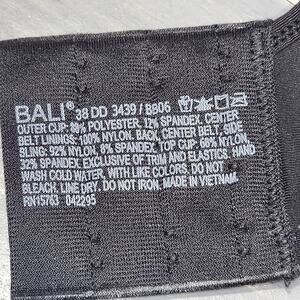 BALI® 38 DD 3439 / B806
OUTER CUP: 88% POLYESTER, 12% SPANDEX. CENTER
BELT LININGS: 100% NYLON. BACK, CENTER BELT, SIDE
SLING: 92% NYLON, 8% SPANDEX. TOP CUP: 68% NYLON,
32% SPANDEX. EXCLUSIVE OF TRIM AND ELASTICS. HAND
WASH COLD WATER, WITH LIKE COLORS. DO NOT
BLEACH. LINE DRY. DO NOT IRON. MADE IN VIETNAM.
RN15763 042295